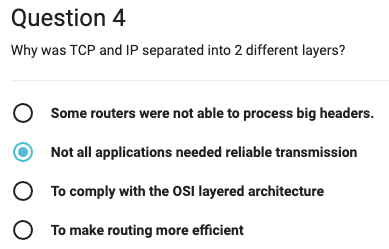 Question 4
Why was TCP and IP separated into 2 different layers?
Some routers were not able to process big headers.
Not all applications needed reliable transmission
To comply with the OSI layered architecture
To make routing more efficient